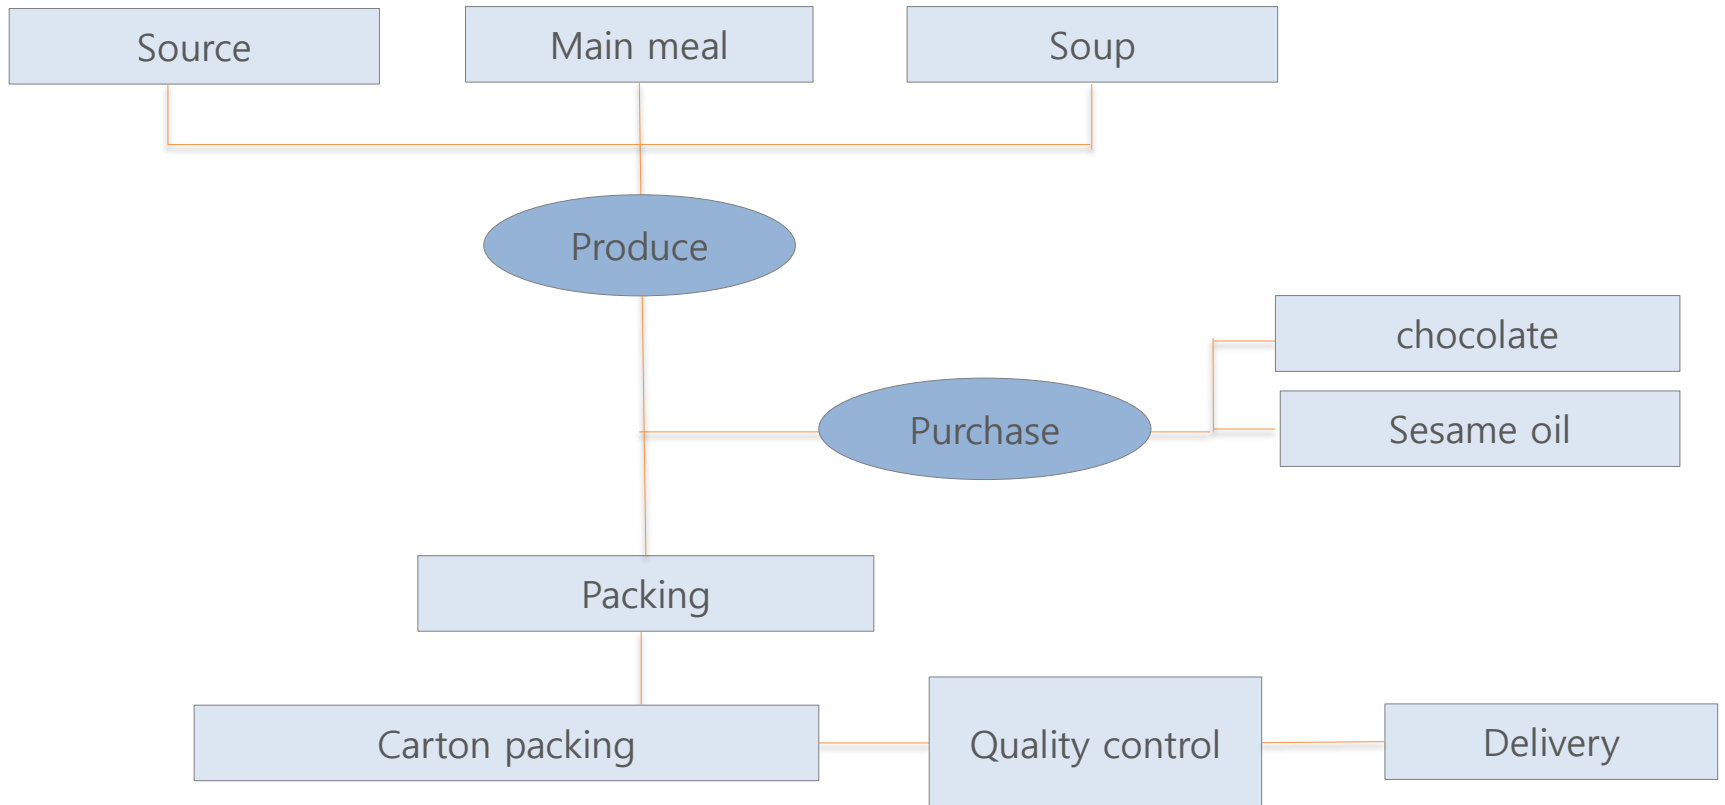 Source
Main meal
Soup
Produce
chocolate
Purchase
Sesame oil
Packing
Carton packing
Quality control
Delivery